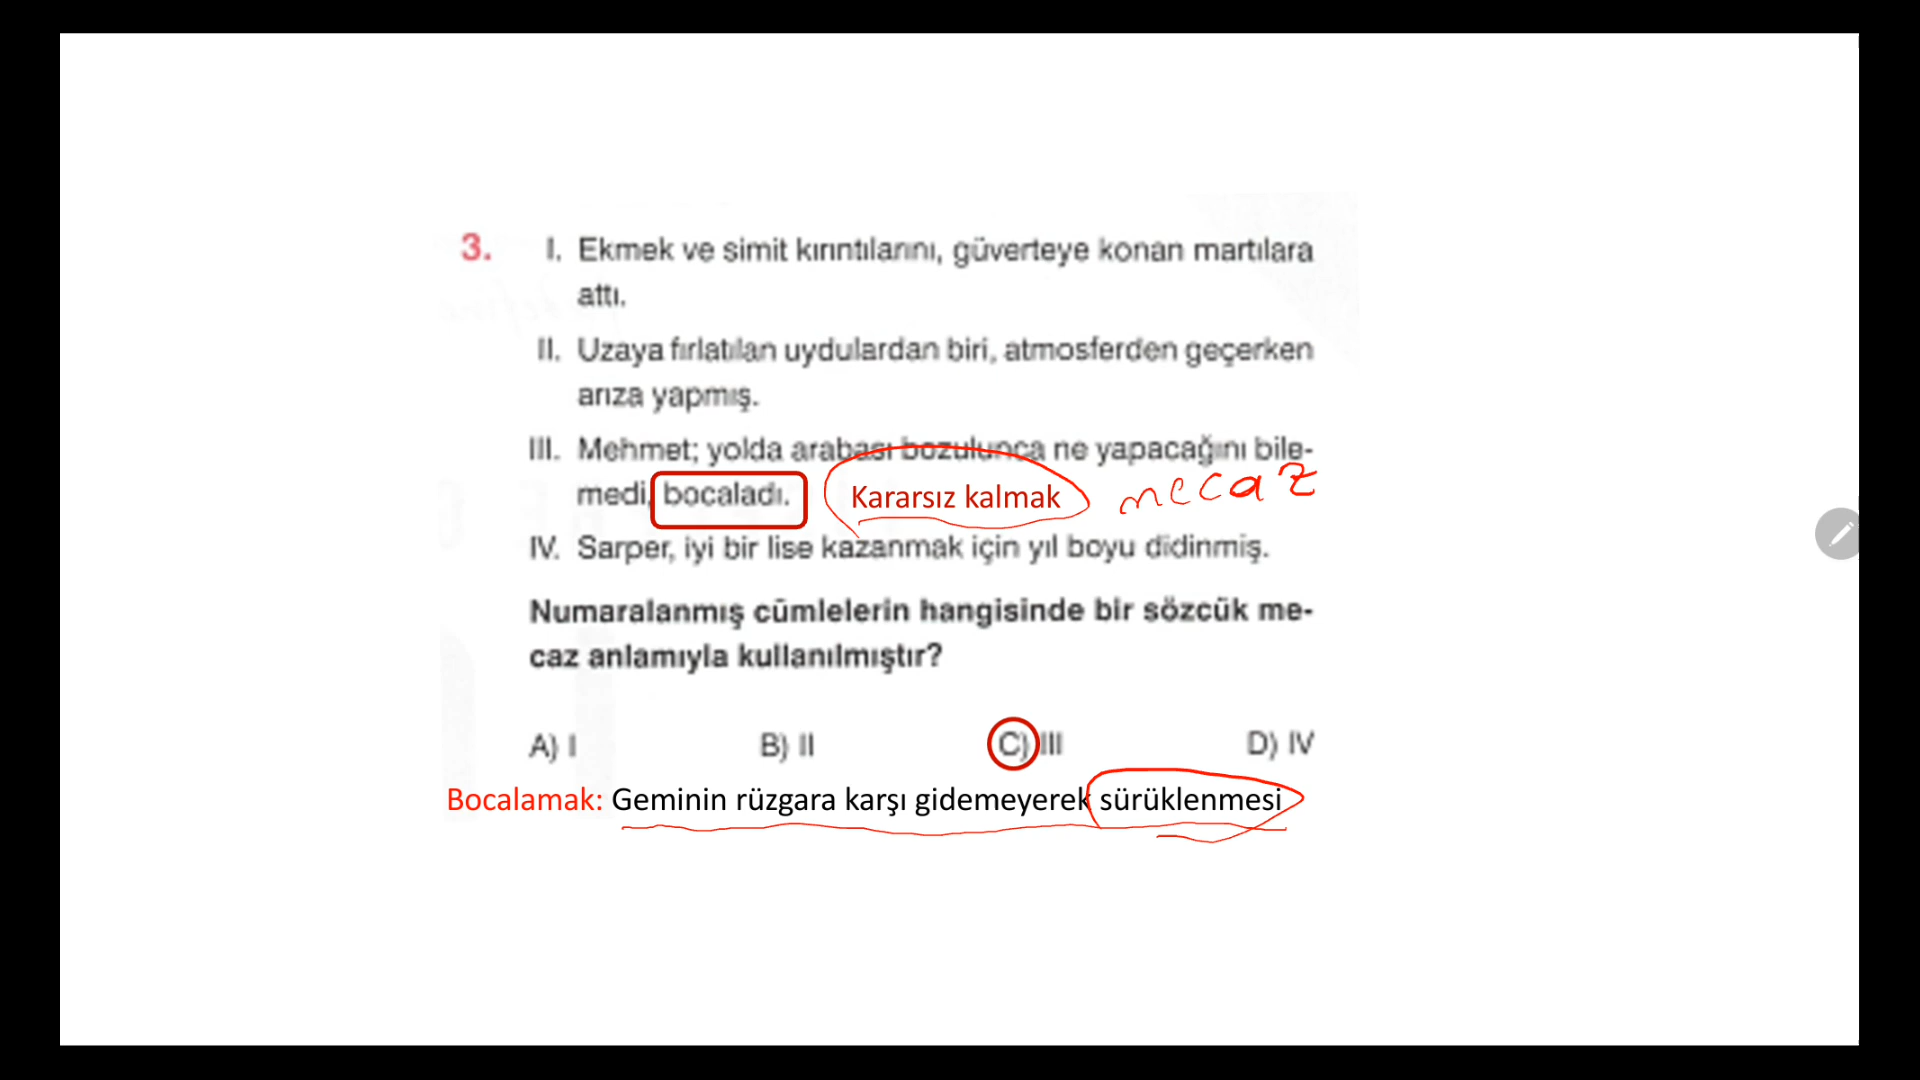 3. I. Ekmek ve simit kırıntılarını, güverteye konan martılara
attı.
II. Uzaya fırlatılan uydulardan biri, atmosferden geçerken
arıza yapmış.
III. Mehmet; yolda arabası bozulunca ne yapacağını bile-
medi, bocaladı. Kararsız kalmak mecaz
IV. Sarper, iyi bir lise kazanmak için yıl boyu didinmiş.
Numaralanmış cümlelerin hangisinde bir sözcük me-
caz anlamıyla kullanılmıştır?
A) I B) II C) III D) IV
Bocalamak: Geminin rüzgara karşı gidemeyerek sürüklenmesi